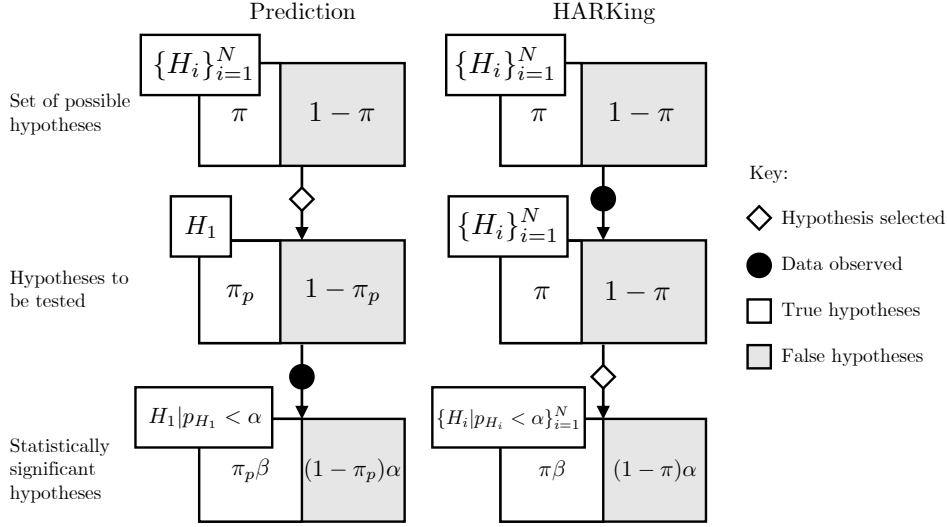 Prediction
HARKing
Set of possible
hypotheses
{H_i}_{i=1}^N
π
1 − π
{H_i}_{i=1}^N
π
1 − π
Hypotheses to
be tested
H_1
π_p
1 − π_p
{H_i}_{i=1}^N
π
1 − π
Statistically
significant
hypotheses
H_1|p_{H_1} < α
π_pβ
(1 − π_p)α
{H_i|p_{H_i} < α}_{i=1}^N
πβ
(1 − π)α
Key:
Hypothesis selected
Data observed
True hypotheses
False hypotheses